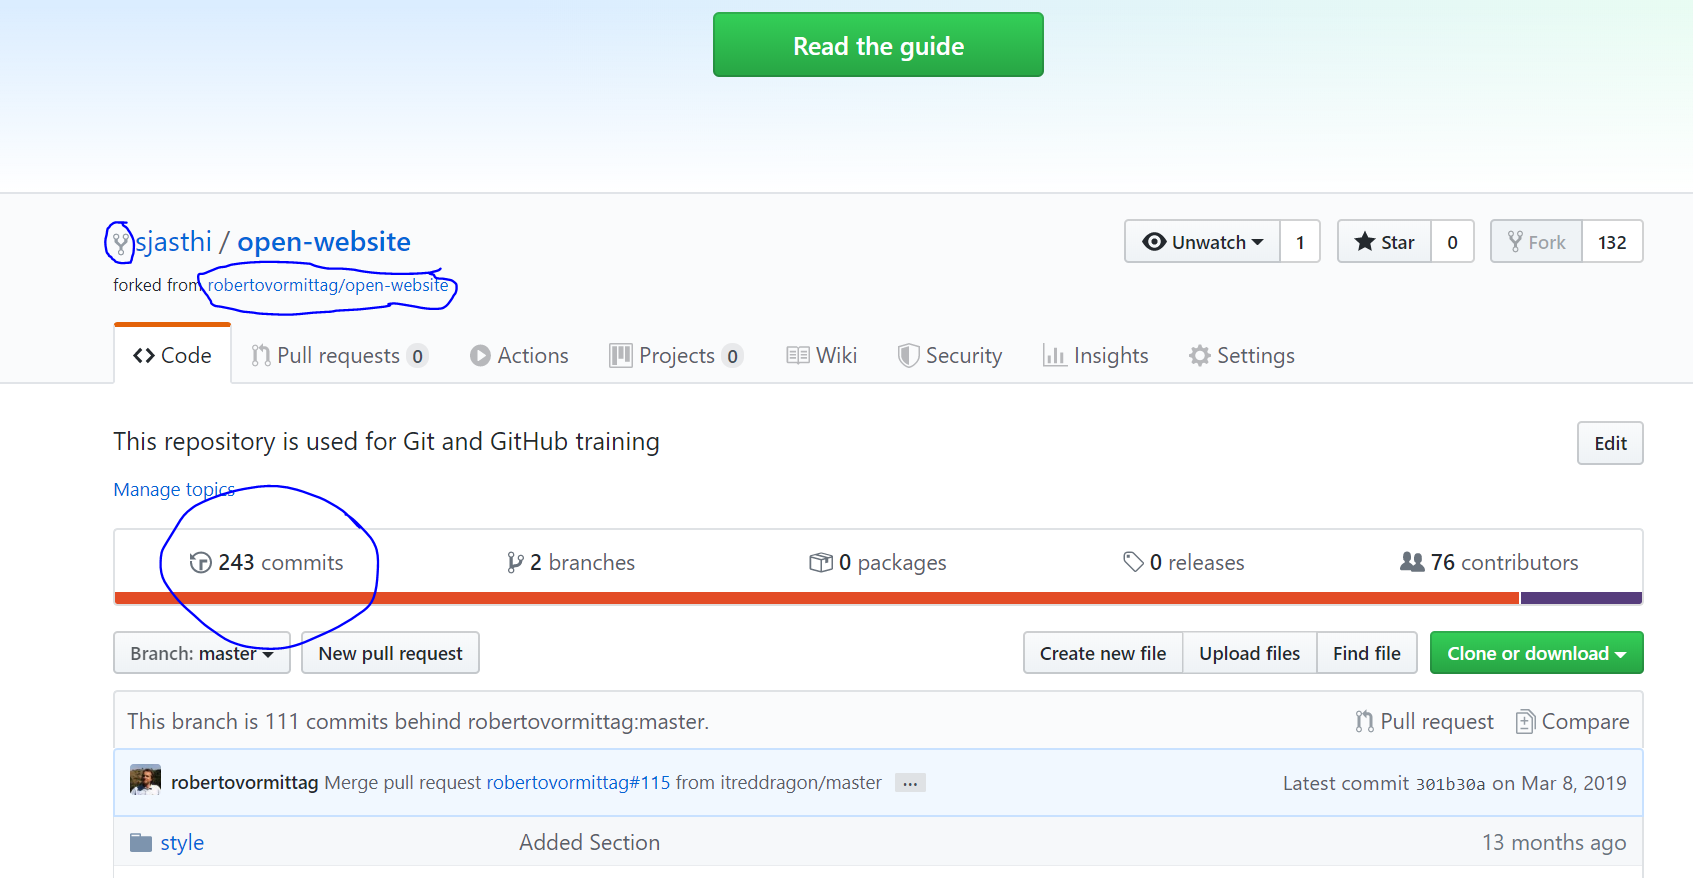 Read the guide
sjasthi / open-website
Unwatch 1 Star 0 Fork 132
forked from robertovormittag/open-website
Code Pull requests 0 Actions Projects 0 Wiki Security Insights Settings
This repository is used for Git and GitHub training
Edit
Manage topics
243 commits 2 branches 0 packages 0 releases 76 contributors
Branch: master New pull request Create new file Upload files Find file Clone or download
This branch is 111 commits behind robertovormittag:master. Pull request Compare
robertovormittag Merge pull request robertovormittag#115 from itreddragon/master ... Latest commit 301b30a on Mar 8, 2019
style Added Section 13 months ago